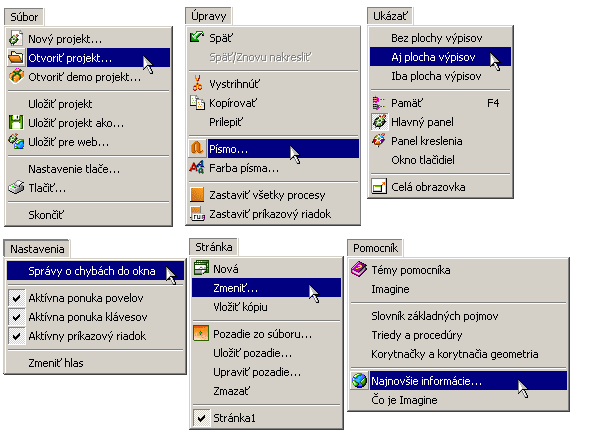 Súbor
Nový projekt...
Otvoriť projekt...
Otvoriť demo projekt...
Uložiť projekt
Uložiť projekt ako...
Uložiť pre web...
Nastavenie tlače...
Tlačiť...
Skončiť
Úpravy
Späť
Späť/Znovu nakresliť
Vystrihnúť
Kopírovať
Prilepiť
Písmo...
Farba písma...
Zastaviť všetky procesy
Zastaviť príkazový riadok
Ukázať
Bez plochy výpisov
Aj plocha výpisov
Iba plocha výpisov
Pamäť F4
Hlavný panel
Panel kreslenia
Okno tlačidiel
Celá obrazovka
Nastavenia
Správy o chybách do okna
Aktívna ponuka povelov
Aktívna ponuka klávesov
Aktívny príkazový riadok
Zmeniť hlas
Stránka
Nová
Zmeniť...
Vložiť kópiu
Pozadie zo súboru...
Uložiť pozadie...
Upraviť pozadie...
Zmazať
Stránka1
Pomocník
Témy pomocníka
Imagine
Slovník základných pojmov
Triedy a procedúry
Korytnačky a korytnačia geometria
Najnovšie informácie...
Čo je Imagine